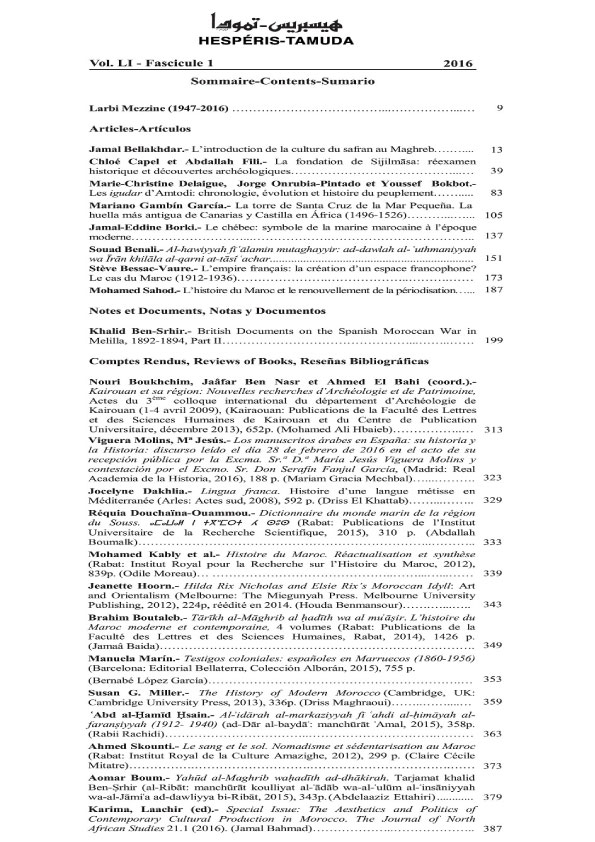 هيسبريس-تمودا
HESPÉRIS-TAMUDA
Vol. LI - Fascicule 1 2016
Sommaire-Contents-Sumario
Larbi Mezzine (1947-2016) ……………………………………………… 9
Articles-Artículos
Jamal Bellakhdar.- L’introduction de la culture du safran au Maghreb……... 13
Chloé Capel et Abdallah Fili.- La fondation de Sijilmāsa: réexamen
historique et découvertes archéologiques……………………………………... 39
Marie-Christine Delaigue, Jorge Onrubia-Pintado et Youssef Bokbot.-
Les igudar d’Amtodi: chronologie, évolution et histoire du peuplement……. 83
Mariano Gambín García.- La torre de Santa Cruz de la Mar Pequeña. La
huella más antigua de Canarias y Castilla en África (1496-1526)……………... 105
Jamal-Eddine Borki.- Le chébec: symbole de la marine marocaine à l’époque
moderne……………………………………………………………………….. 137
Souad Benali.- Al-hawiyyah fī ʿālamin mutaghayyir: ad-dawlah al-ʿuthmaniyyah
wa Īrān khilāla al-qarni at-tāsīʿachar............................................................... 151
Stève Bessac-Vaure.- L’empire français: la création d’un espace francophone?
Le cas du Maroc (1912-1936)…………………………………………………. 173
Mohamed Sahod.- L’histoire du Maroc et le renouvellement de la périodisation…... 187
Notes et Documents, Notas y Documentos
Khalid Ben-Srhir.- British Documents on the Spanish Moroccan War in
Melilla, 1892-1894, Part II……………………………………………………. 199
Comptes Rendus, Reviews of Books, Reseñas Bibliográficas
Nouri Boukhchim, Jaâfar Ben Nasr et Ahmed El Bahi (coord.).-
Kairouan et sa région: Nouvelles recherches d’Archéologie et de Patrimoine,
Actes du 3ème colloque international du département d’Archéologie de
Kairouan (1-4 avril 2009), (Kairaouan: Publications de la Faculté des Lettres
et des Sciences Humaines de Kairouan et du Centre de Publication
Universitaire, décembre 2013), 652p. (Mohamed Ali Hbaieb)……………… 313
Viguera Molins, Mª Jesús.- Los manuscritos árabes en España: su historia y
la Historia: discurso leído el día 28 de febrero de 2016 en el acto de su
recepción pública por la Excma. Sr.ª D.ª María Jesús Viguera Molins y
contestación por el Excmo. Sr. Don Serafín Fanjul García, (Madrid: Real
Academia de la Historia, 2016), 188 p. (Mariam Gracia Mechbal)…………. 323
Jocelyne Dakhlia.- Lingua franca. Histoire d’une langue métisse en
Méditerranée (Arles: Actes sud, 2008), 592 p. (Driss El Khattab)…………... 329
Réquia Douchaïna-Ouammou.- Dictionnaire du monde marin de la région
du Souss. (Rabat: Publications de l’Institut
Universitaire de la Recherche Scientifique, 2015), 310 p. (Abdallah
Boumalk)……………………………………………………………………… 333
Mohamed Kably et al.- Histoire du Maroc. Réactualisation et synthèse
(Rabat: Institut Royal pour la Recherche sur l’Histoire du Maroc, 2012),
839p. (Odile Moreau)… ……………………………………………………… 339
Jeanette Hoorn.- Hilda Rix Nicholas and Elsie Rix’s Moroccan Idyll: Art
and Orientalism (Melbourne: The Miegunyah Press. Melbourne University
Publishing, 2012), 224p, réédité en 2014. (Houda Benmansour)…………….. 343
Brahim Boutaleb.- Tārīkh al-Māghrib al ḥadīth wa al muʿāṣir. L’histoire du
Maroc moderne et contemporaine, 4 volumes (Rabat: Publications de la
Faculté des Lettres et des Sciences Humaines, Rabat, 2014), 1426 p.
(Jamaâ Baida)………………………………………………………………… 349
Manuela Marín.- Testigos coloniales: españoles en Marruecos (1860-1956)
(Barcelona: Editorial Bellaterra, Colección Alborán, 2015), 755 p.
(Bernabé López García)……………………………………………………… 353
Susan G. Miller.- The History of Modern Morocco (Cambridge, UK:
Cambridge University Press, 2013), 336p. (Driss Maghraoui)……………… 359
ʿAbd al-Ḥamīd Ḥsain.- Al-ʾidārah al-markaziyyah fī ʿahdi al-ḥimāyah al-
faransiyyah (1912- 1940) (ad-Dār al-baydāʾ: manchūrāt ʾAmal, 2015), 358p.
(Rabii Rachidi)………………………………………………………………… 363
Ahmed Skounti.- Le sang et le sol. Nomadisme et sédentarisation au Maroc
(Rabat: Institut Royal de la Culture Amazighe, 2012), 299 p. (Claire Cécile
Mitatre)………………………………………………………………………… 373
Aomar Boum.- Yahūd al-Maghrib waḥadīth adh-dhākirah. Tarjamat khalid
Ben-Ṣrhir (al-Ribāt: manchūrāt koulliyat al-ʾādāb wa-al-ʿulūm al-ʾinsāniyyah
wa-al-Jāmiʿa ad-dawliyya bi-Ribāt, 2015), 343p. (Abdelaaziz Ettahiri)............ 379
Karima, Laachir (ed).- Special Issue: The Aesthetics and Politics of
Contemporary Cultural Production in Morocco. The Journal of North
African Studies 21.1 (2016). (Jamal Bahmad)………………………………… 387